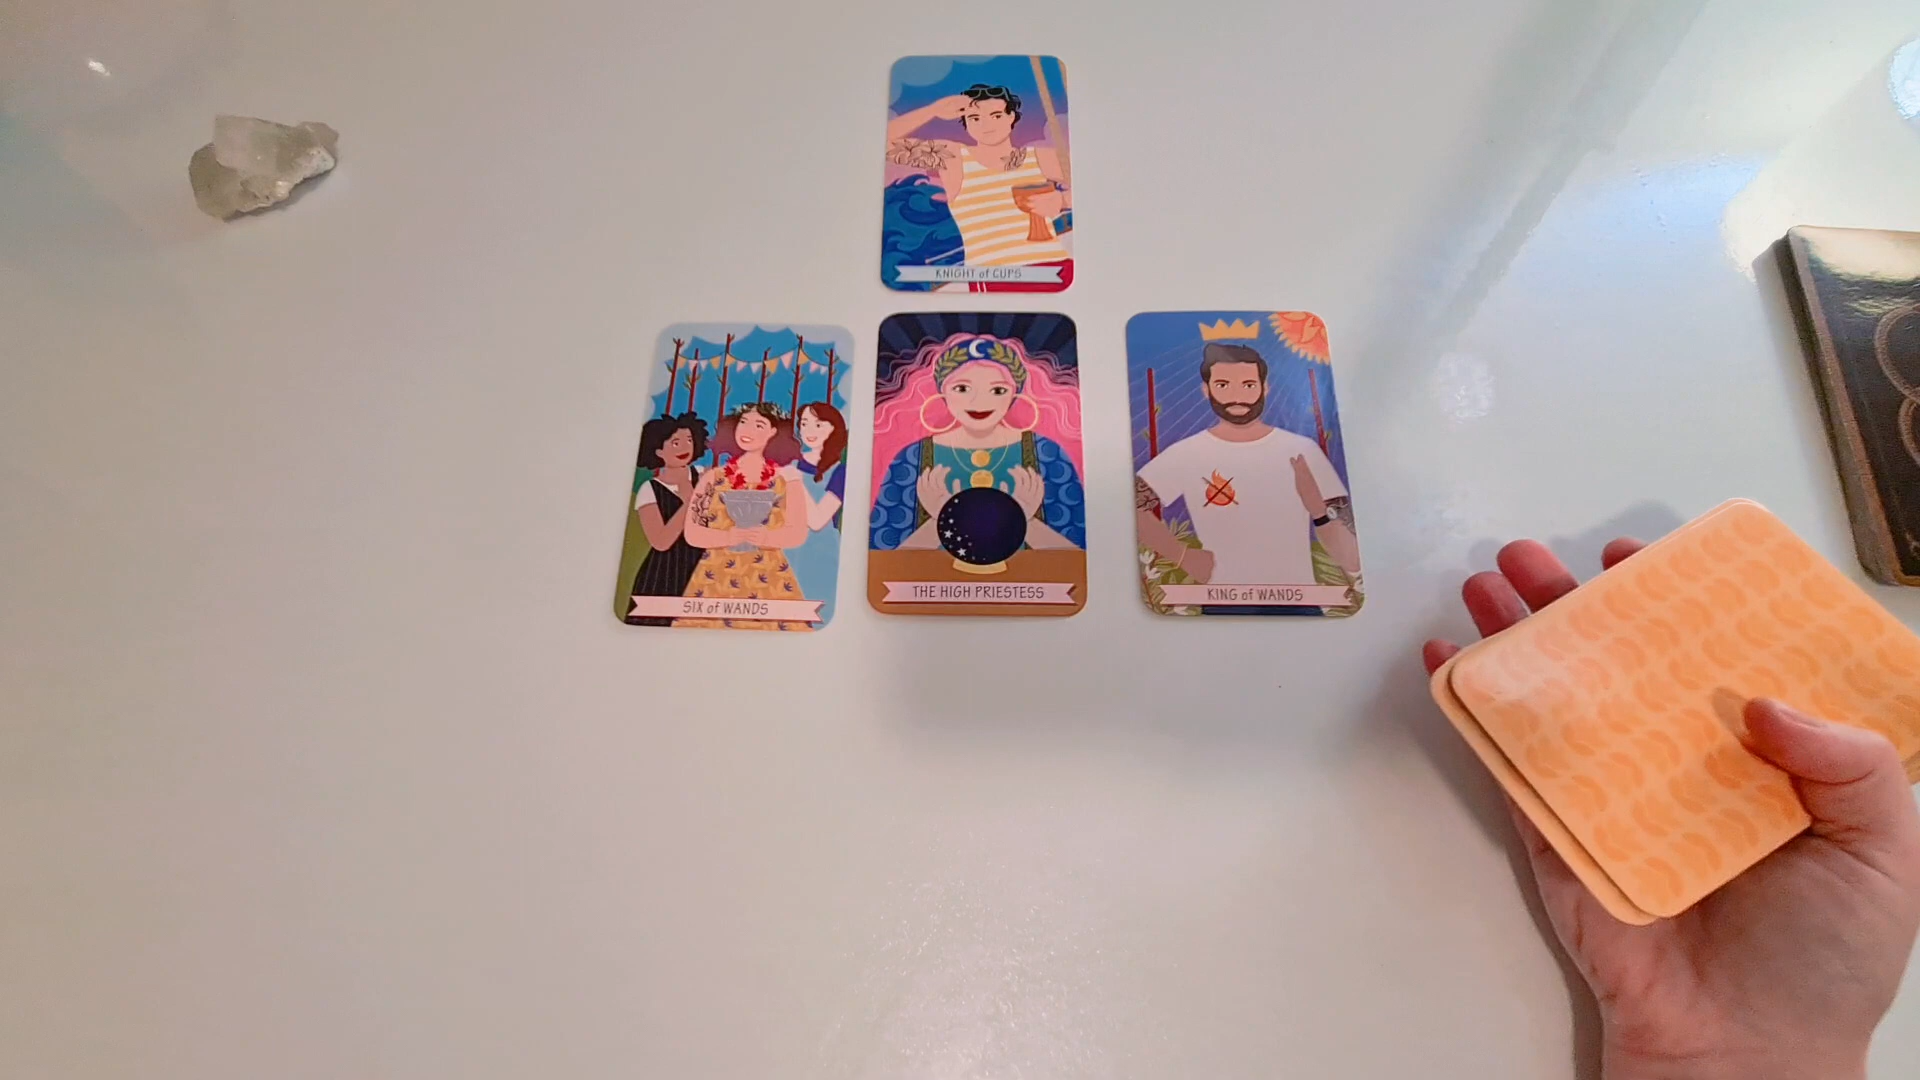 KNIGHT of CUPS
SIX of WANDS
THE HIGH PRIESTESS
KING of WANDS